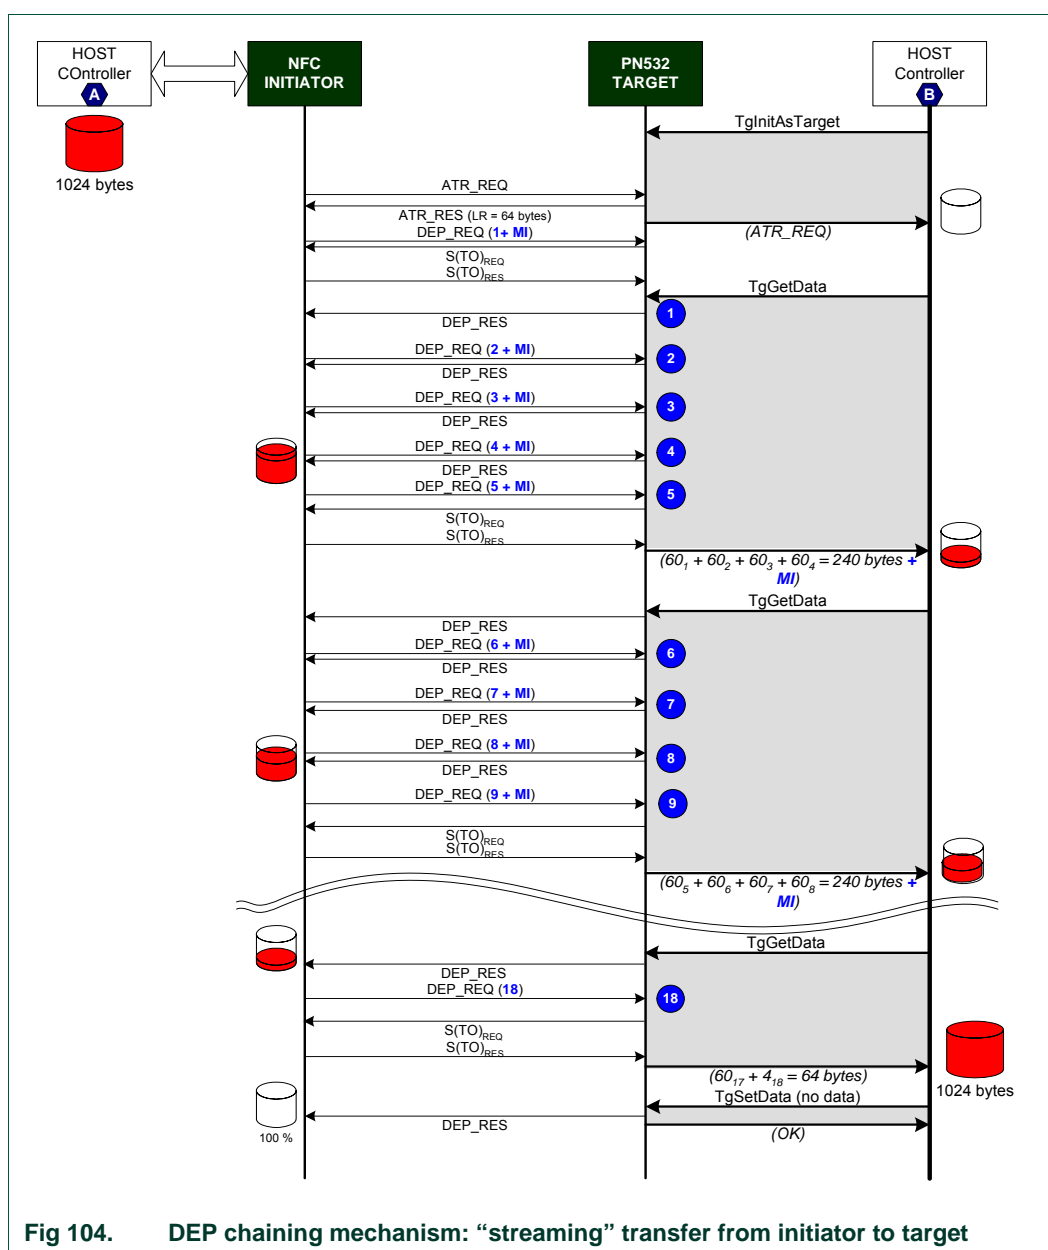 HOST
COntroller
A
NFC
INITIATOR
PN532
TARGET
HOST
Controller
B
1024 bytes
TgInitAsTarget
ATR_REQ
ATR_RES (LR = 64 bytes)
(ATR_REQ)
DEP_REQ (1+ MI)
S(TO)REQ
S(TO)RES
TgGetData
1
DEP_RES
DEP_REQ (2 + MI)
2
DEP_RES
DEP_REQ (3 + MI)
3
DEP_RES
DEP_REQ (4 + MI)
4
DEP_RES
DEP_REQ (5 + MI)
5
S(TO)REQ
S(TO)RES
(601 + 602 + 603 + 604 = 240 bytes +
MI)
TgGetData
DEP_RES
DEP_REQ (6 + MI)
6
DEP_RES
DEP_REQ (7 + MI)
7
DEP_RES
DEP_REQ (8 + MI)
8
DEP_RES
DEP_REQ (9 + MI)
9
S(TO)REQ
S(TO)RES
(605 + 606 + 607 + 608 = 240 bytes +
MI)
TgGetData
DEP_RES
DEP_REQ (18)
18
S(TO)REQ
S(TO)RES
(6017 + 418 = 64 bytes)
1024 bytes
TgSetData (no data)
DEP_RES
(OK)
100 %
Fig 104. DEP chaining mechanism: “streaming” transfer from initiator to target